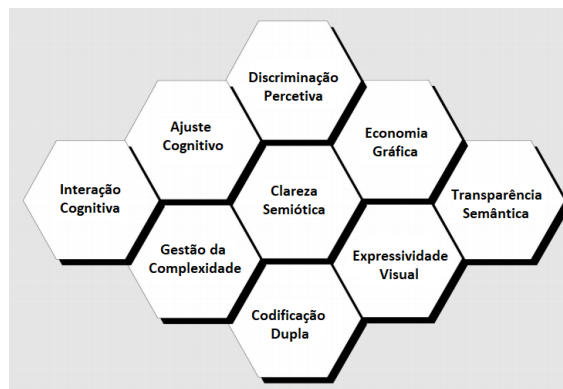 Discriminação
Percetiva
Ajuste
Cognitivo
Economia
Gráfica
Interação
Cognitiva
Clareza
Semiótica
Transparência
Semântica
Gestão da
Complexidade
Expressividade
Visual
Codificação
Dupla